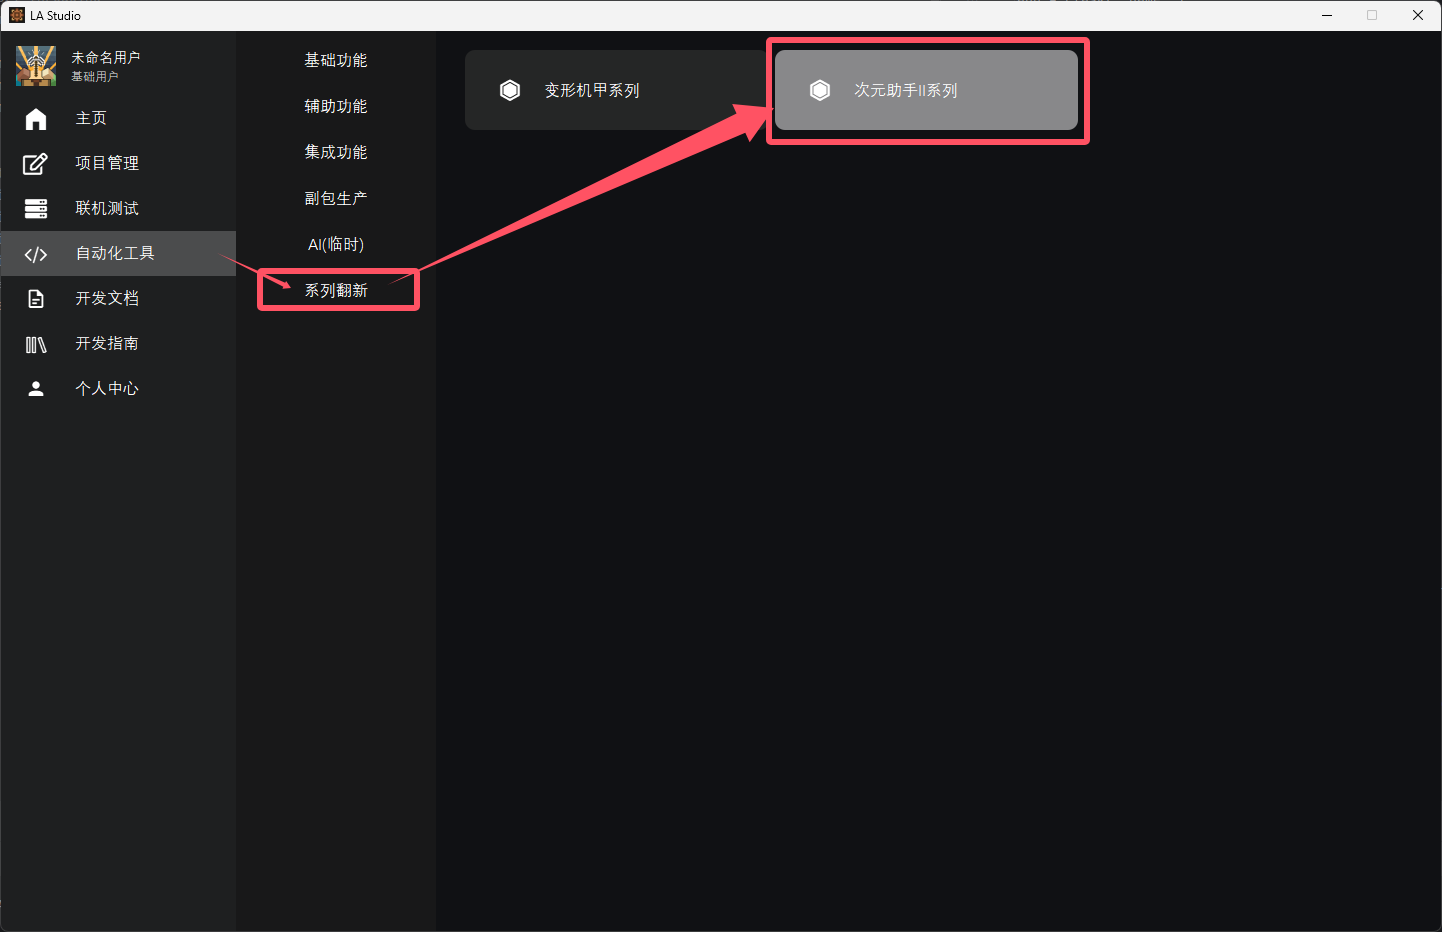 LA Studio
未命名用户
基础用户
主页
项目管理
联机测试
自动化工具
开发文档
开发指南
个人中心
基础功能
辅助功能
集成功能
副包生产
AI(临时)
系列翻新
变形机甲系列
次元助手II系列